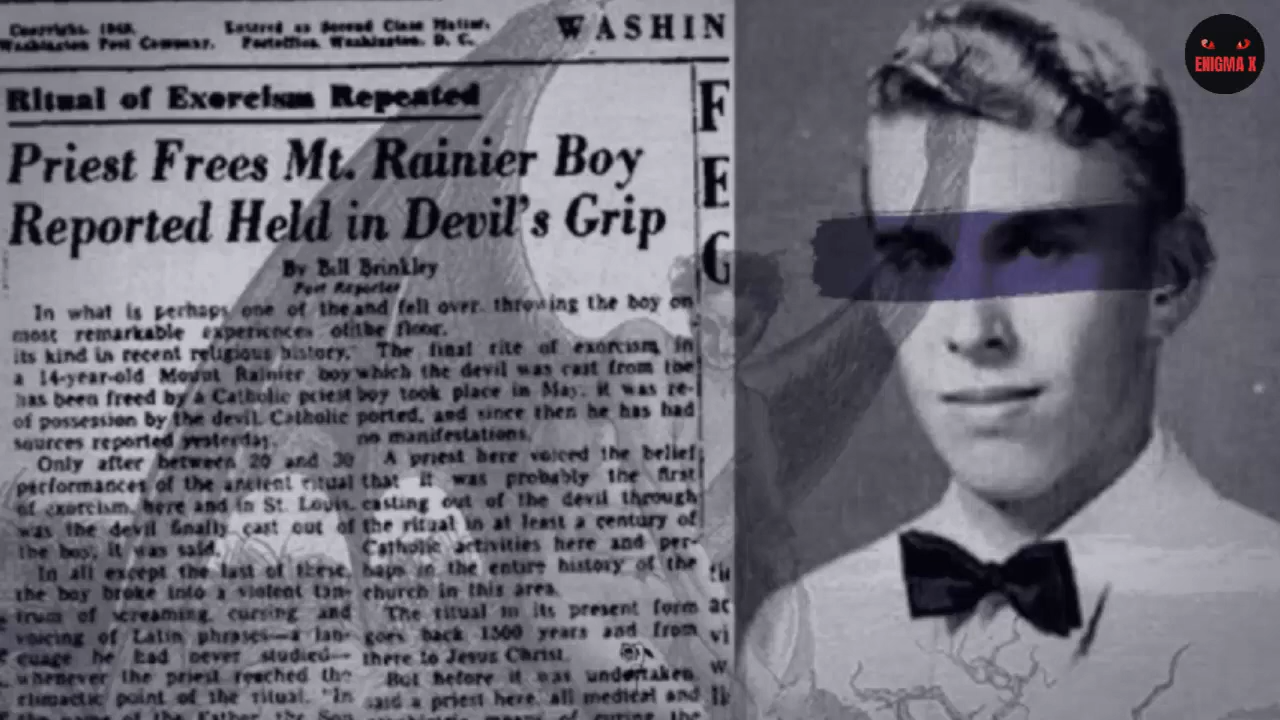 Copyright, 1949,
Washington Post Company.
Entered as Second Class Matter,
Postoffice, Washington, D. C.
WASHIN
Ritual of Exorcism Repeated
Priest Frees Mt. Rainier Boy
Reported Held in Devil's Grip
By Bill Brinkley
Post Reporter
In what is perhaps one of the
most remarkable experiences of
its kind in recent religious history,
a 14-year-old Mount Rainier boy
has been freed by a Catholic priest
of possession by the devil, Catholic
sources reported yesterday.
Only after between 20 and 30
performances of the ancient ritual
of exorcism, here and in St. Louis,
was the devil finally cast out of
the boy, it was said.
In all except the last of these,
the boy broke into a violent tan-
trum of screaming, cursing and
voicing of Latin phrases—a lan-
guage he had never studied—
whenever the priest reached the
climactic point of the ritual, "In
the name of the Father, the Son
and fell over, throwing the boy on
the floor.
The final rite of exorcism in
which the devil was cast from the
boy took place in May, it was re-
ported, and since then he has had
no manifestations.
A priest here voiced the belief
that it was probably the first
casting out of the devil through
the ritual in at least a century of
Catholic activities here and per-
haps in the entire history of the
church in this area.
The ritual in its present form
goes back 1500 years and from
there to Jesus Christ.
But before it was undertaken,
said a priest here, all medical and
F
E
G
ENIGMA X